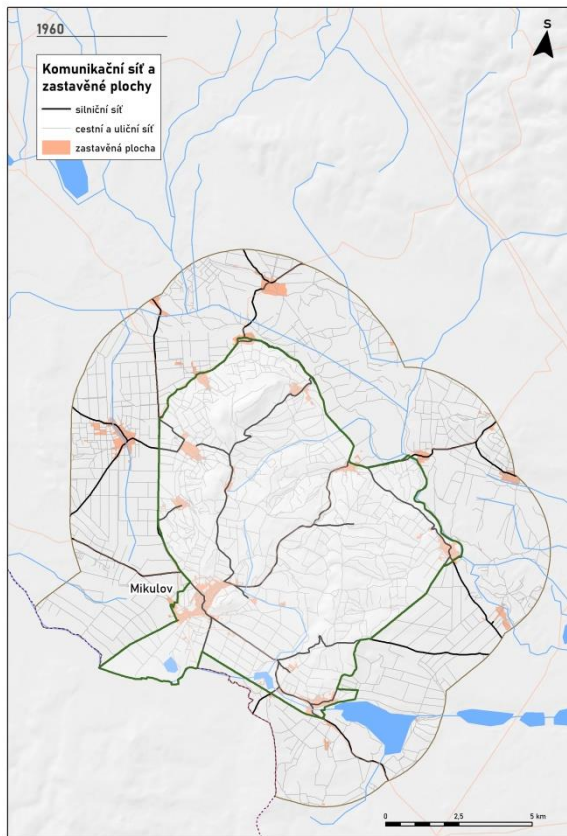 1960
S
Komunikační síť a
zastavěné plochy
silniční síť
cestní a uliční síť
zastavěná plocha
Mikulov
0 2,5 5 km